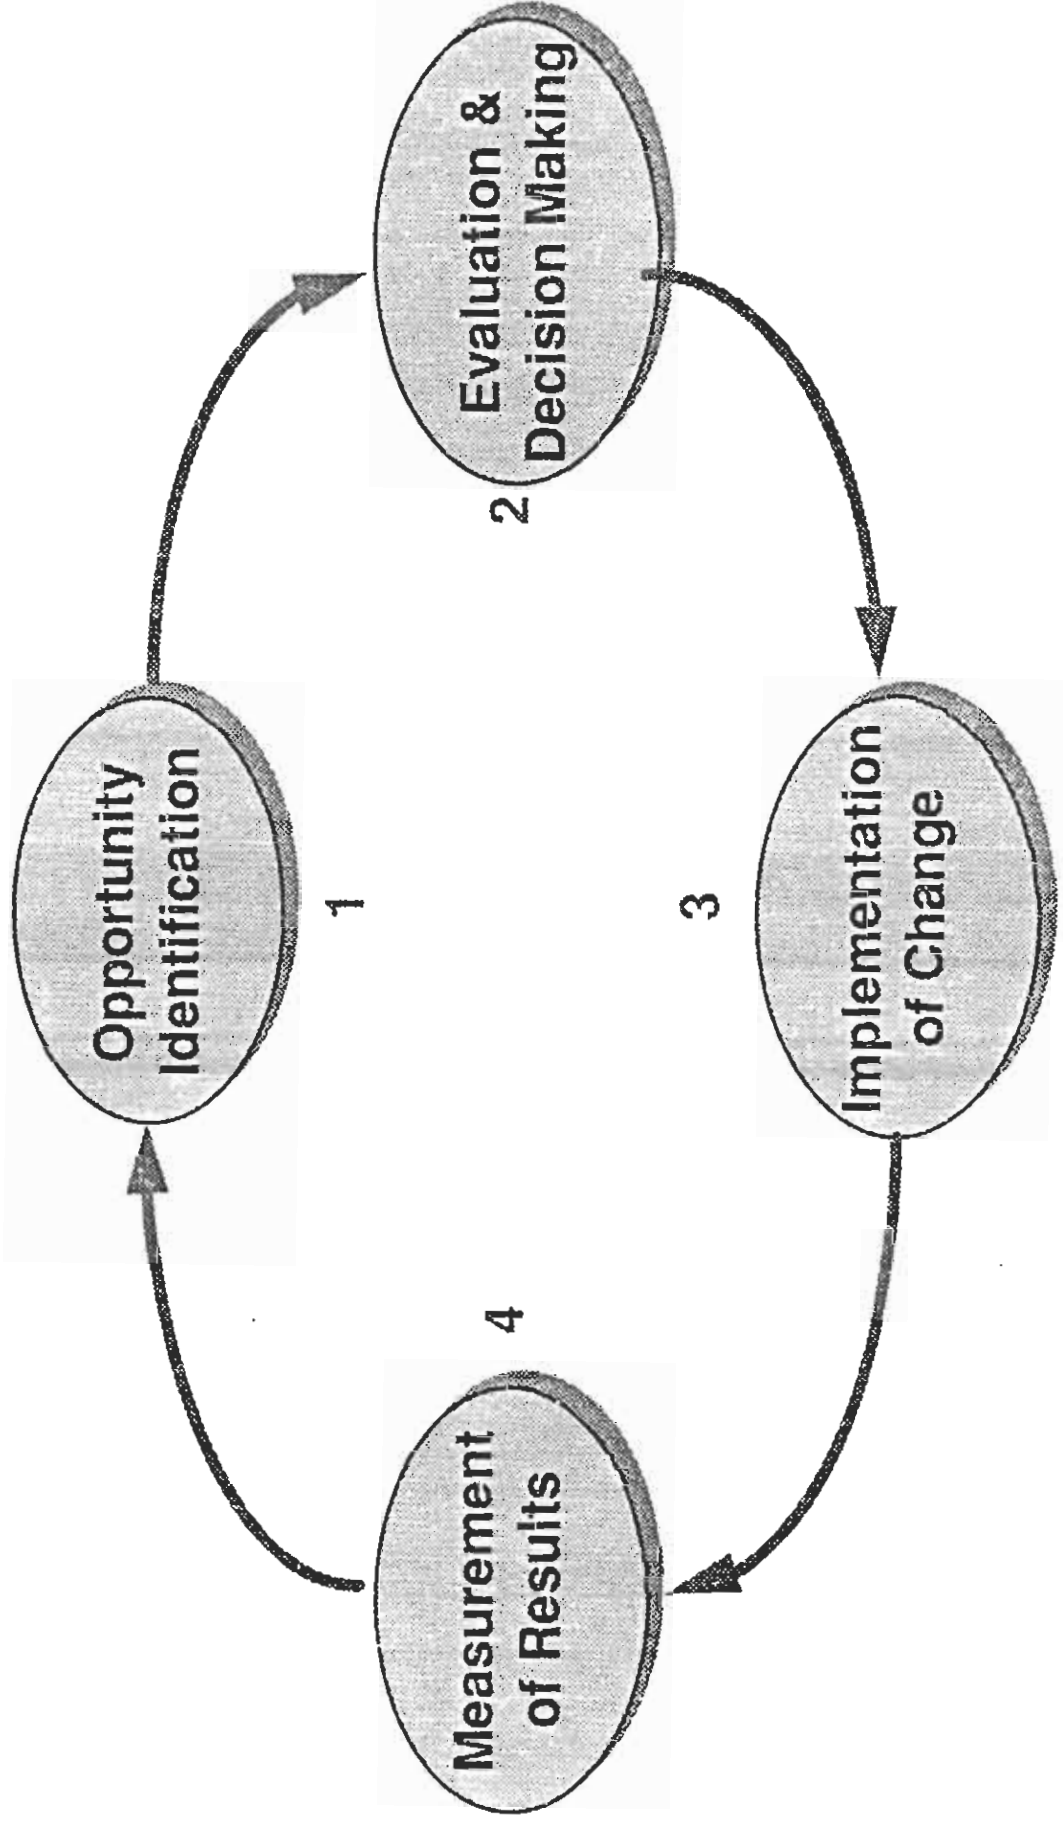 Opportunity
Identification
1
Evaluation &
Decision Making
2
3
Implementation
of Change
4
Measurement
of Results